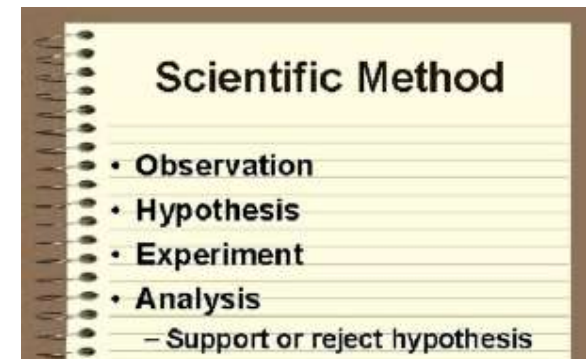 Scientific Method
• Observation
• Hypothesis
• Experiment
• Analysis
– Support or reject hypothesis